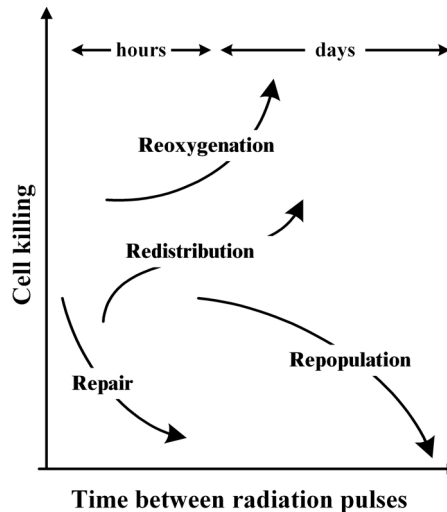 hours
days
Reoxygenation
Redistribution
Repopulation
Repair
Cell killing
Time between radiation pulses